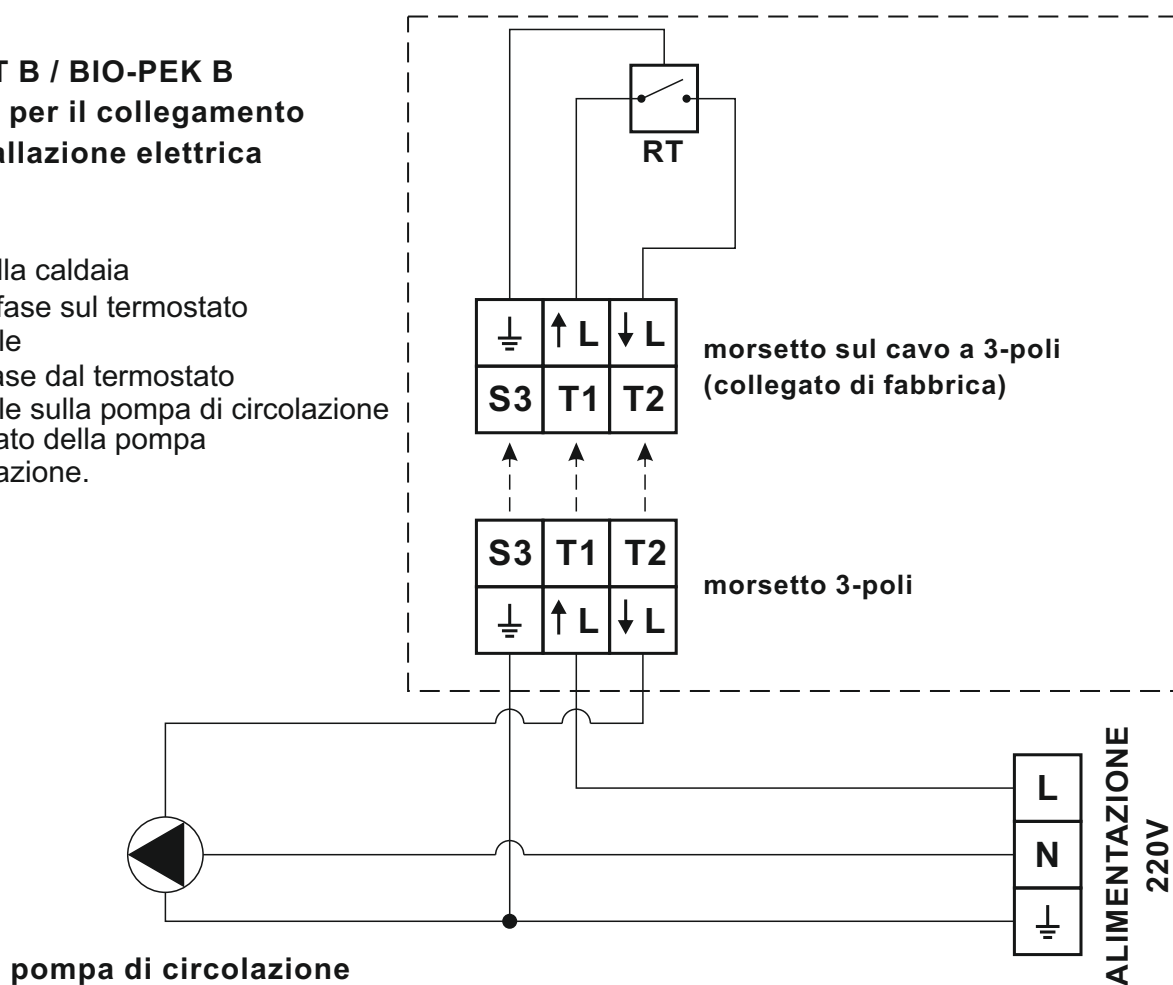 T B / BIO-PEK B
per il collegamento
allazione elettrica
lla caldaia
fase sul termostato
le
ase dal termostato
le sulla pompa di circolazione
ato della pompa
azione.
RT
⏚ ↑ L ↓ L
S3 T1 T2
morsetto sul cavo a 3-poli
(collegato di fabbrica)
S3 T1 T2
⏚ ↑ L ↓ L
morsetto 3-poli
L
N
⏚
ALIMENTAZIONE
220V
pompa di circolazione